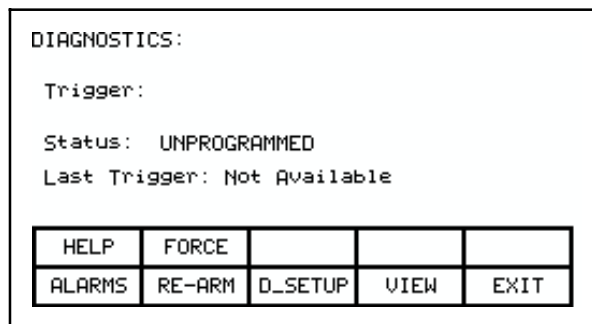 DIAGNOSTICS:
Trigger:
Status: UNPROGRAMMED
Last Trigger: Not Available
HELP FORCE
ALARMS RE-ARM D_SETUP VIEW EXIT